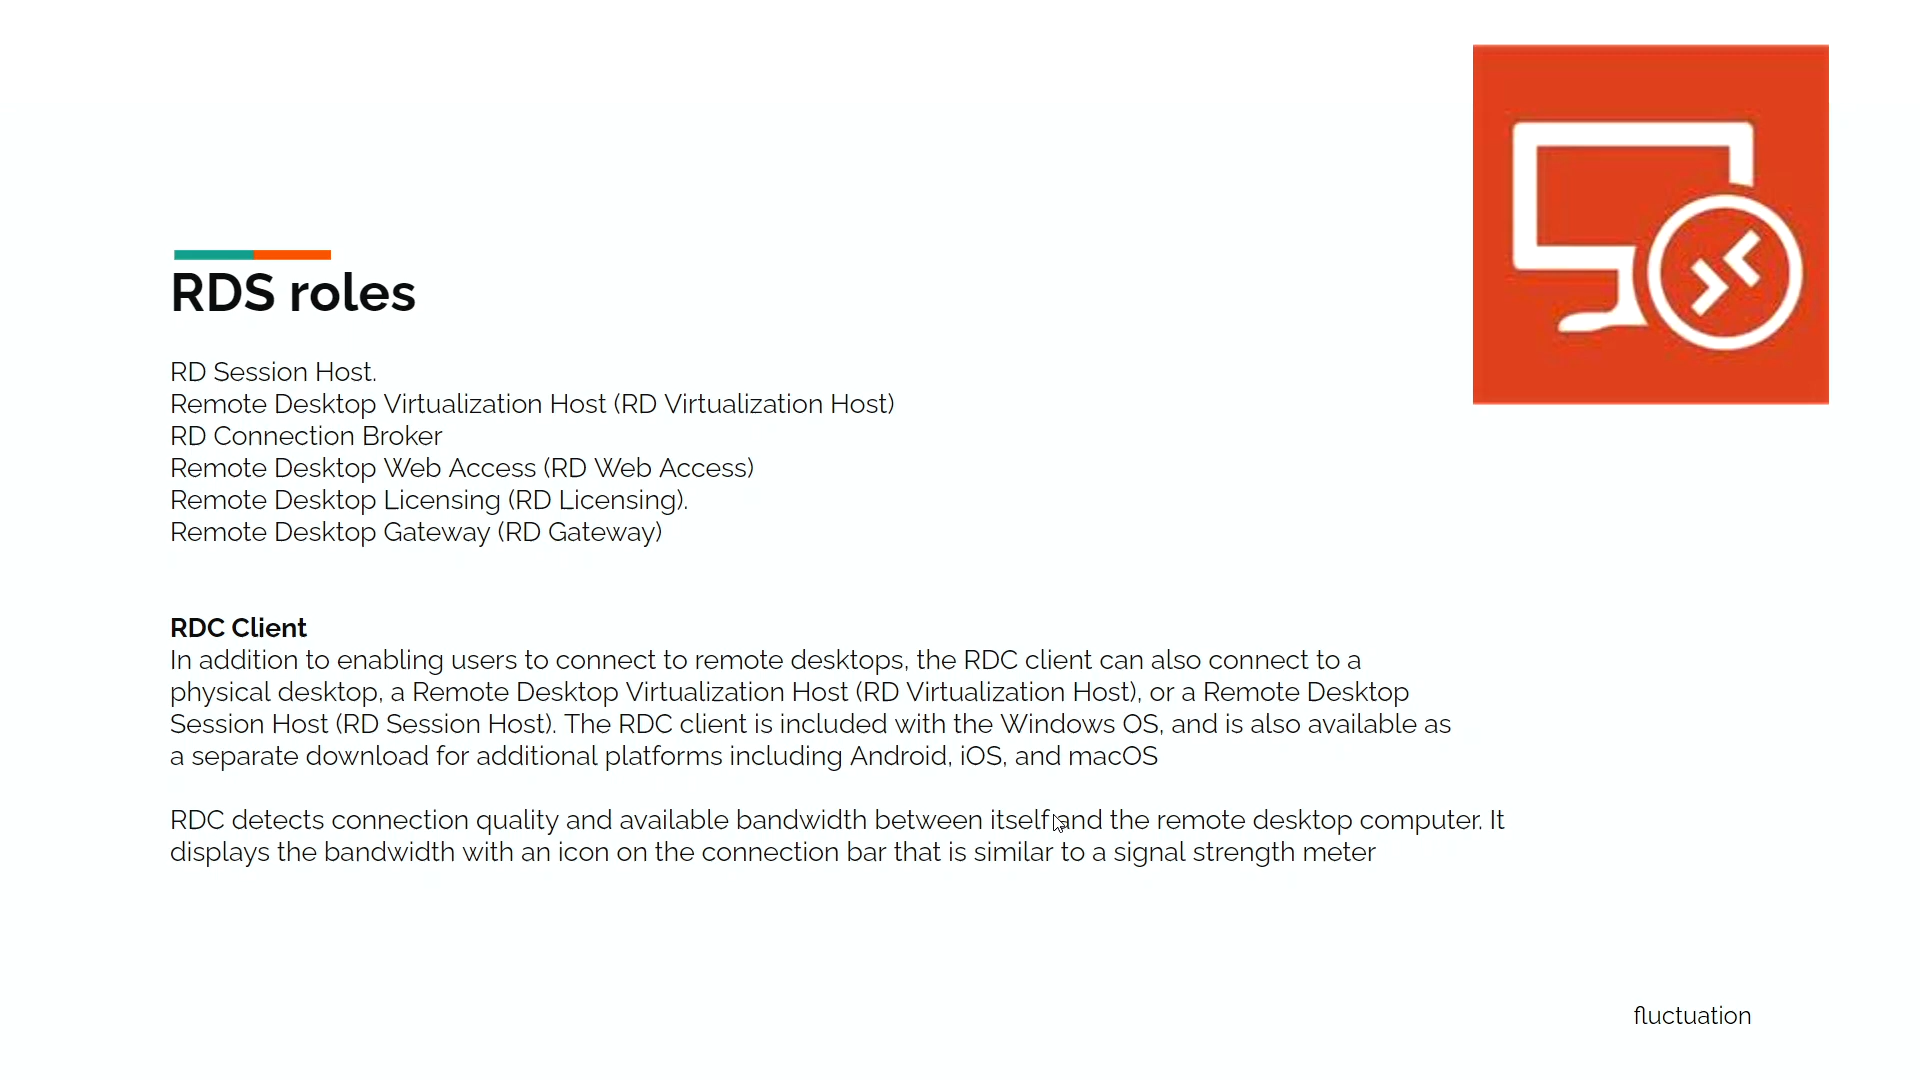 RDS roles
RD Session Host.
Remote Desktop Virtualization Host (RD Virtualization Host)
RD Connection Broker
Remote Desktop Web Access (RD Web Access)
Remote Desktop Licensing (RD Licensing).
Remote Desktop Gateway (RD Gateway)
RDC Client
In addition to enabling users to connect to remote desktops, the RDC client can also connect to a
physical desktop, a Remote Desktop Virtualization Host (RD Virtualization Host), or a Remote Desktop
Session Host (RD Session Host). The RDC client is included with the Windows OS, and is also available as
a separate download for additional platforms including Android, iOS, and macOS
RDC detects connection quality and available bandwidth between itself and the remote desktop computer. It
displays the bandwidth with an icon on the connection bar that is similar to a signal strength meter
fluctuation